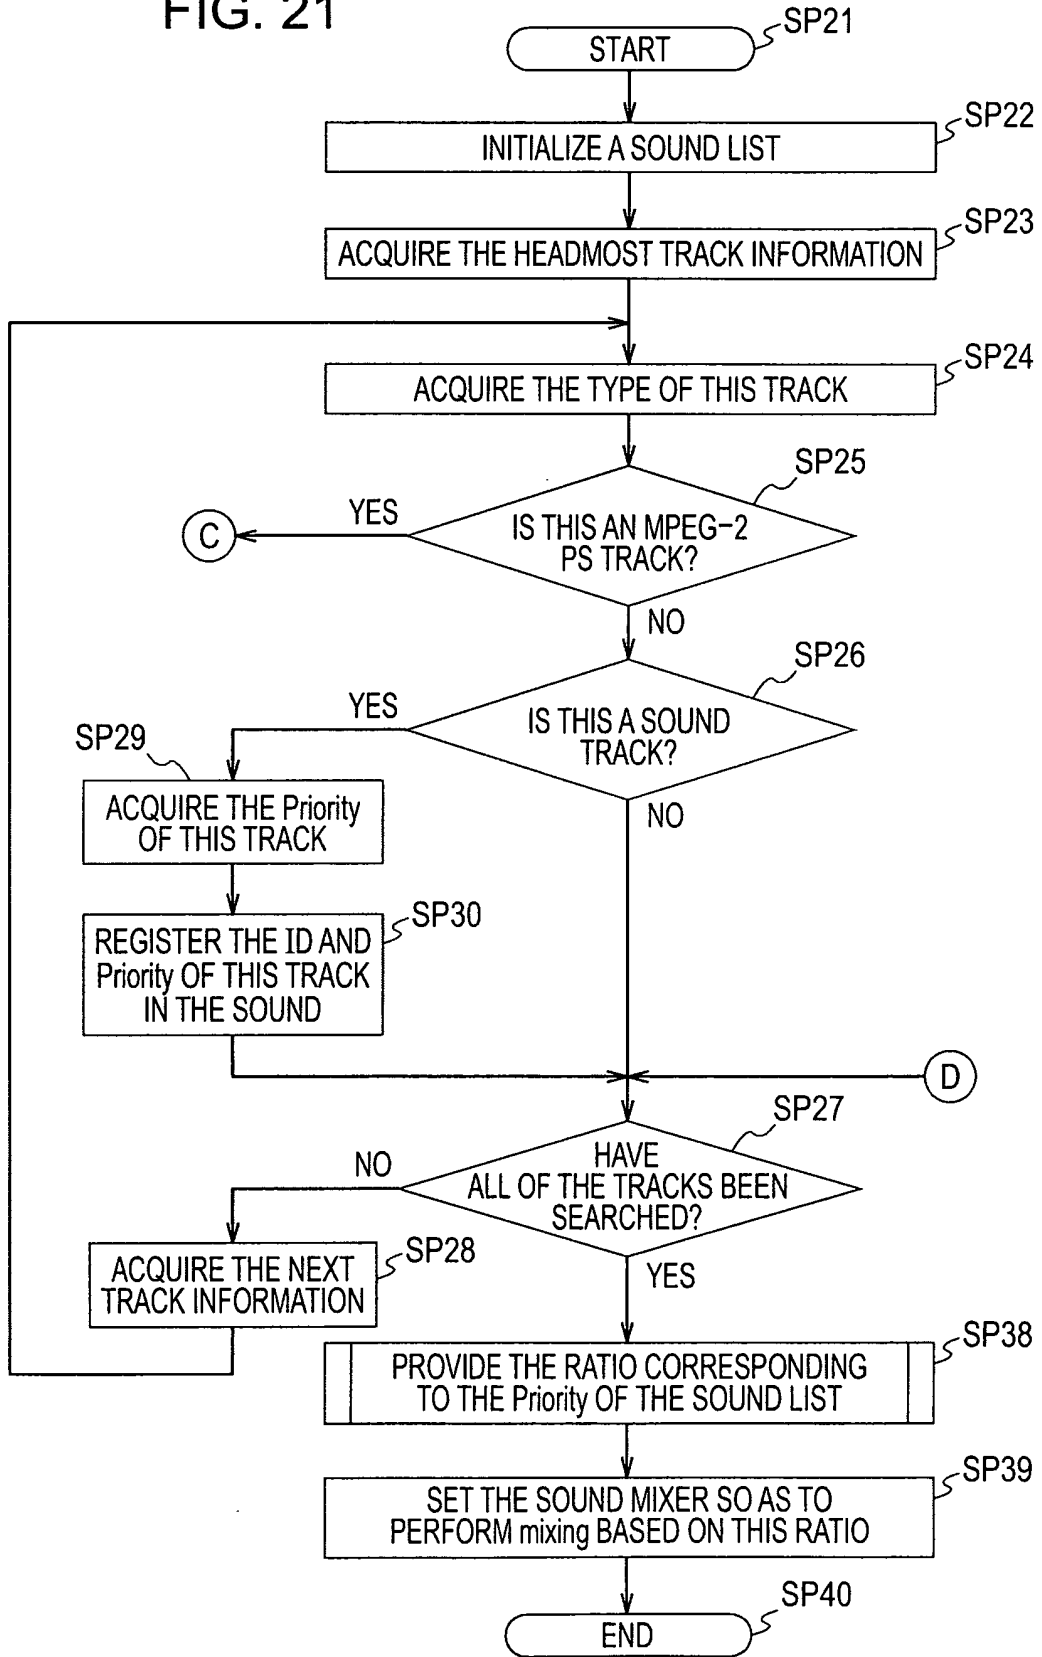 FIG. 21
START
SP21
INITIALIZE A SOUND LIST
SP22
ACQUIRE THE HEADMOST TRACK INFORMATION
SP23
ACQUIRE THE TYPE OF THIS TRACK
SP24
IS THIS AN MPEG-2
PS TRACK?
SP25
YES
C
NO
IS THIS A SOUND
TRACK?
SP26
YES
NO
SP29
ACQUIRE THE Priority
OF THIS TRACK
SP30
REGISTER THE ID AND
Priority OF THIS TRACK
IN THE SOUND
D
SP27
HAVE
ALL OF THE TRACKS BEEN
SEARCHED?
NO
YES
SP28
ACQUIRE THE NEXT
TRACK INFORMATION
SP38
PROVIDE THE RATIO CORRESPONDING
TO THE Priority OF THE SOUND LIST
SP39
SET THE SOUND MIXER SO AS TO
PERFORM mixing BASED ON THIS RATIO
SP40
END